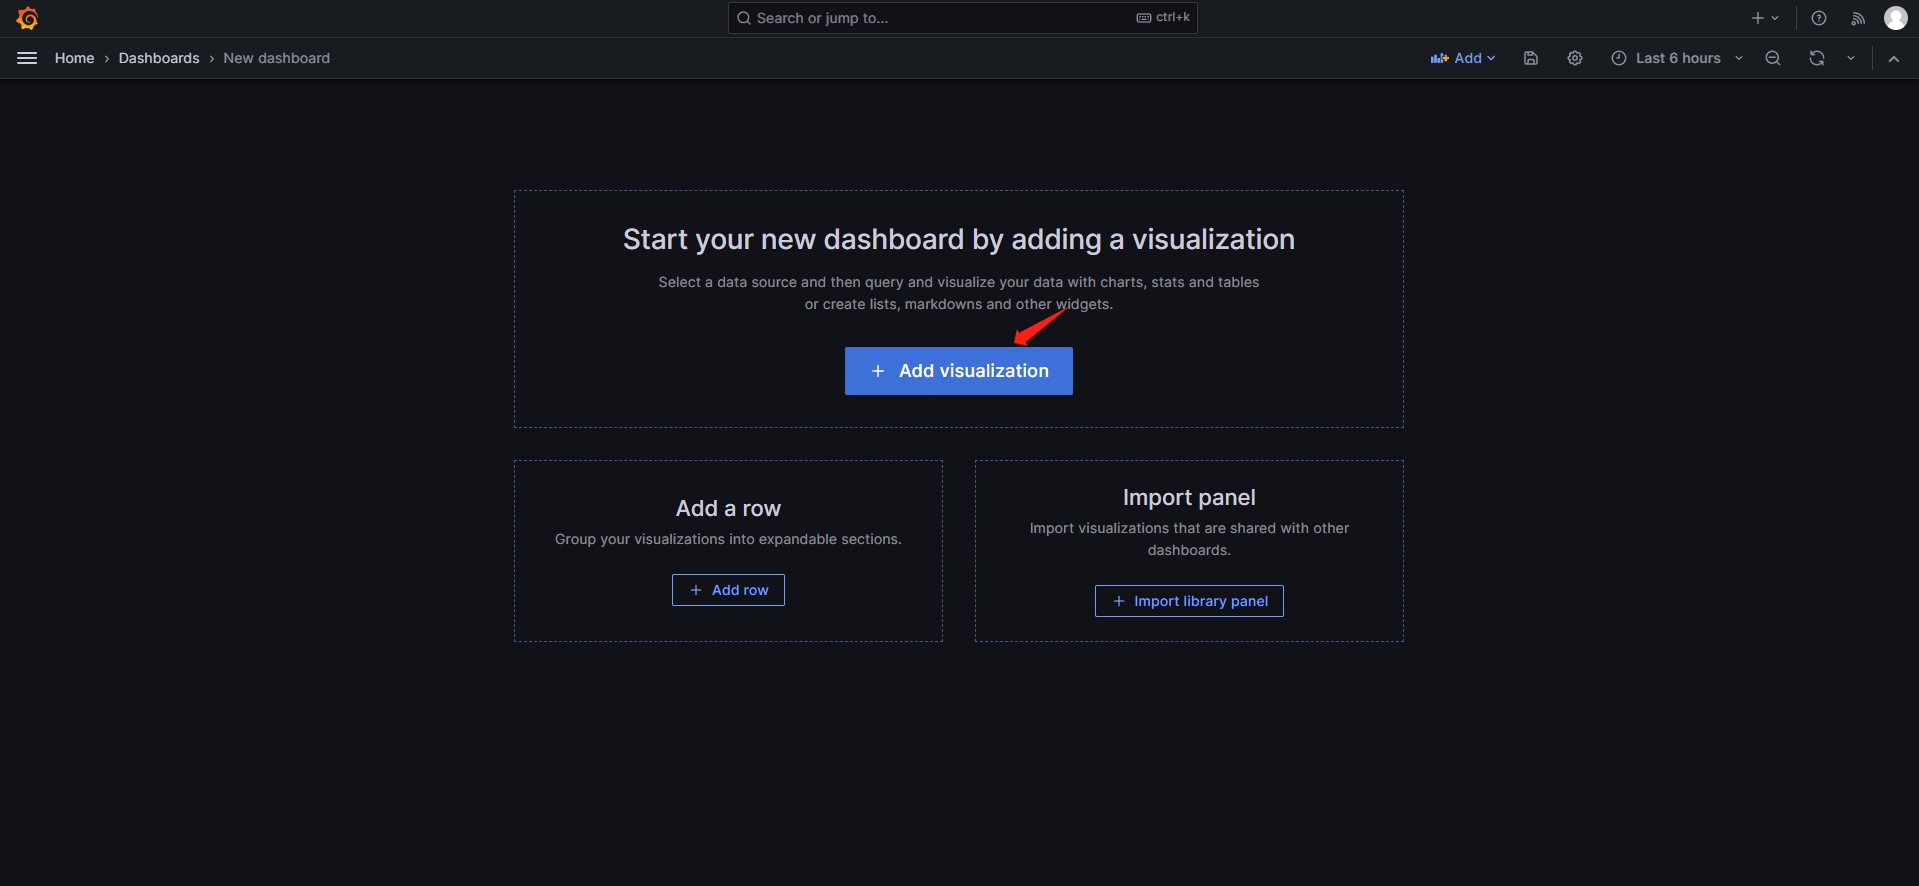 Search or jump to...
ctrl+k
Home › Dashboards › New dashboard
Add
Last 6 hours
Start your new dashboard by adding a visualization
Select a data source and then query and visualize your data with charts, stats and tables
or create lists, markdowns and other widgets.
+ Add visualization
Add a row
Group your visualizations into expandable sections.
+ Add row
Import panel
Import visualizations that are shared with other
dashboards.
+ Import library panel